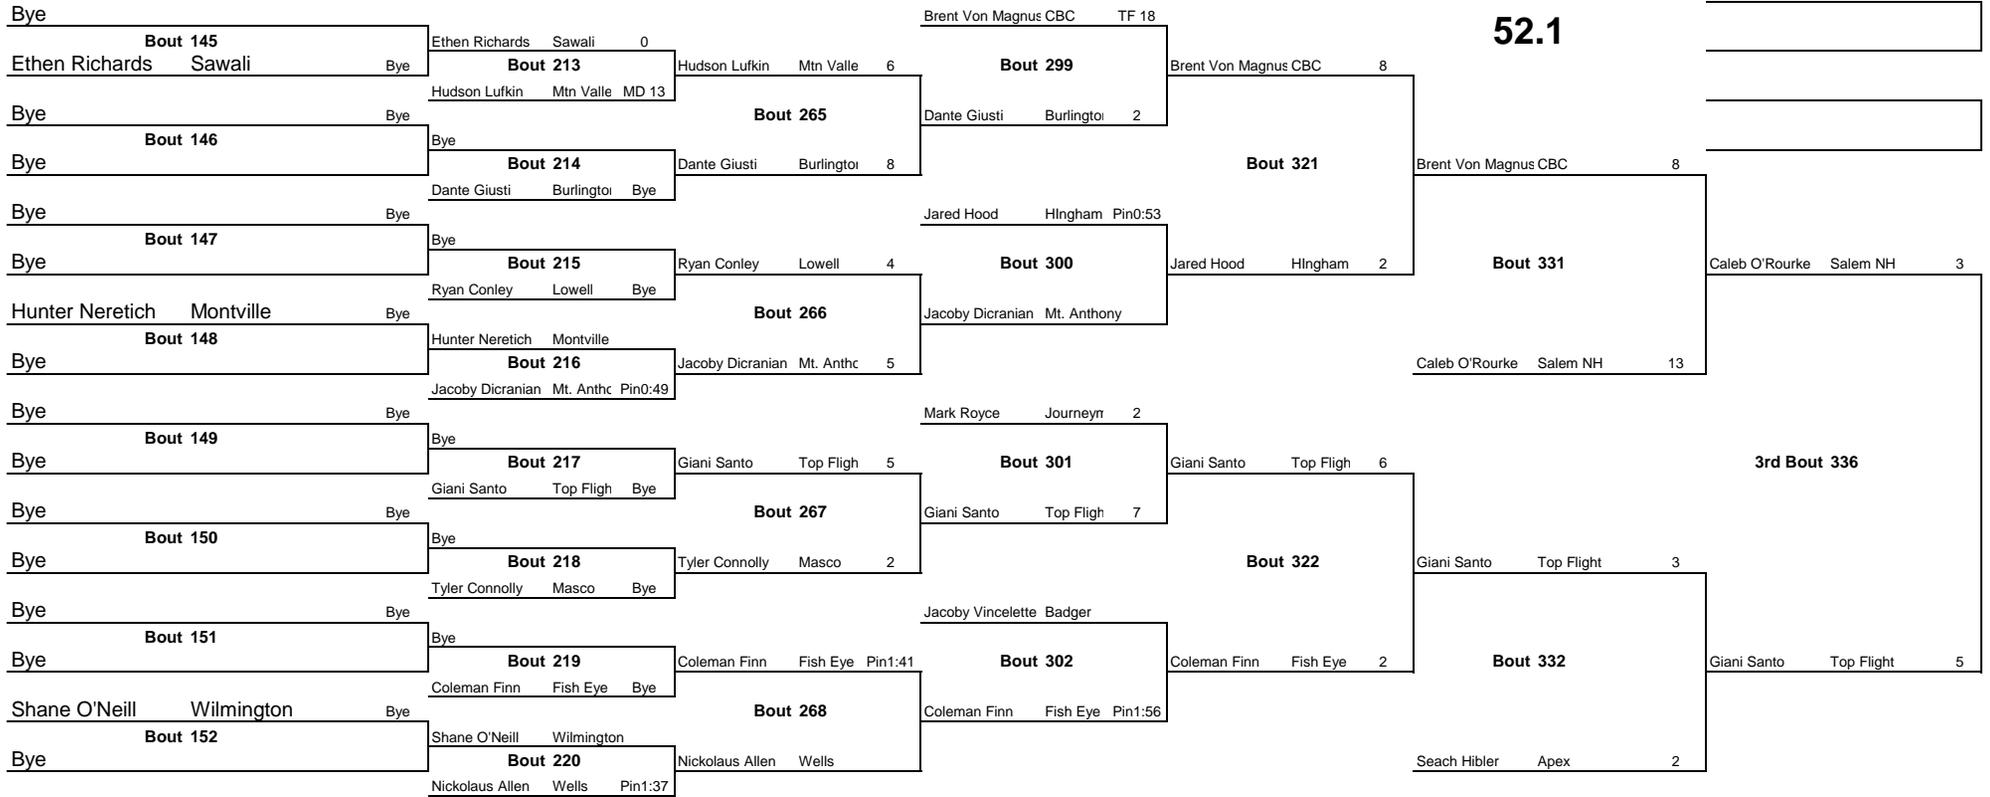 Bye
Bout 145
Ethen Richards Sawali Bye
Bye Bye
Bout 146
Bye
Bye Bye
Bout 147
Bye
Hunter Neretich Montville Bye
Bout 148
Bye
Bye Bye
Bout 149
Bye
Bye Bye
Bout 150
Bye
Bye Bye
Bout 151
Bye
Shane O'Neill Wilmington Bye
Bout 152
Bye
Ethen Richards Sawali 0
Bout 213
Hudson Lufkin Mtn Valle MD 13
Bye
Bout 214
Dante Giusti Burlington Bye
Bye
Bout 215
Ryan Conley Lowell Bye
Hunter Neretich Montville
Bout 216
Jacoby Dicranian Mt. Anthc Pin0:49
Bye
Bout 217
Giani Santo Top Fligh Bye
Bye
Bout 218
Tyler Connolly Masco Bye
Bye
Bout 219
Coleman Finn Fish Eye Bye
Shane O'Neill Wilmington
Bout 220
Nickolaus Allen Wells Pin1:37
Hudson Lufkin Mtn Valle 6
Bout 265
Dante Giusti Burlington 8
Ryan Conley Lowell 4
Bout 266
Jacoby Dicranian Mt. Anthc 5
Giani Santo Top Fligh 5
Bout 267
Tyler Connolly Masco 2
Coleman Finn Fish Eye Pin1:41
Bout 268
Nickolaus Allen Wells
Brent Von Magnus CBC TF 18
Bout 299
Dante Giusti Burlington 2
Jared Hood HIngham Pin0:53
Bout 300
Jacoby Dicranian Mt. Anthony
Mark Royce Journeym 2
Bout 301
Giani Santo Top Fligh 7
Jacoby Vincelette Badger
Bout 302
Coleman Finn Fish Eye Pin1:56
Brent Von Magnus CBC 8
Bout 321
Jared Hood HIngham 2
Giani Santo Top Fligh 6
Bout 322
Coleman Finn Fish Eye 2
52.1
Brent Von Magnus CBC 8
Bout 331
Caleb O'Rourke Salem NH 13
Giani Santo Top Flight 3
Bout 332
Seach Hibler Apex 2
Caleb O'Rourke Salem NH 3
3rd Bout 336
Giani Santo Top Flight 5